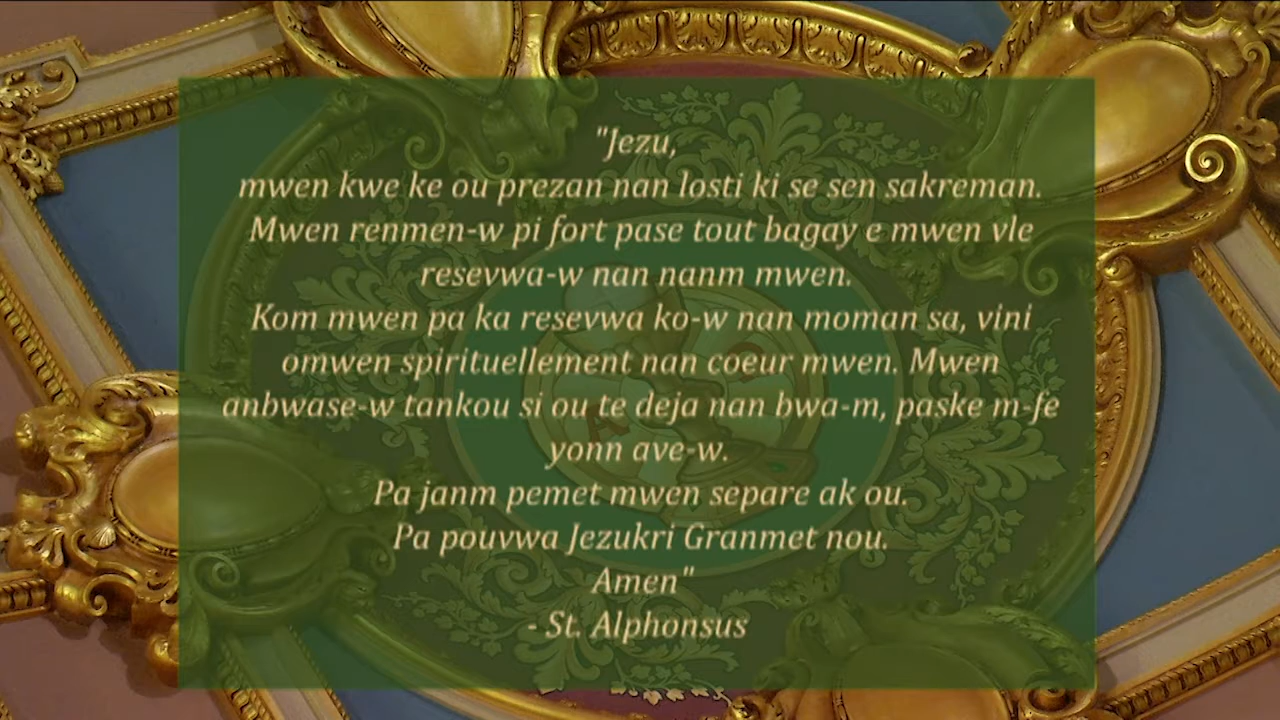 "Jezu,
mwen kwe ke ou prezan nan losti ki se sen sakreman.
Mwen renmen-w pi fort pase tout bagay e mwen vle
resevwa-w nan nanm mwen.
Kom mwen pa ka resevwa ko-w nan moman sa, vini
omwen spirituellement nan coeur mwen. Mwen
anbwase-w tankou si ou te deja nan bwa-m, paske m-fe
yonn ave-w.
Pa janm pemet mwen separe ak ou.
Pa pouvwa Jezukri Granmet nou.
Amen"
- St. Alphonsus